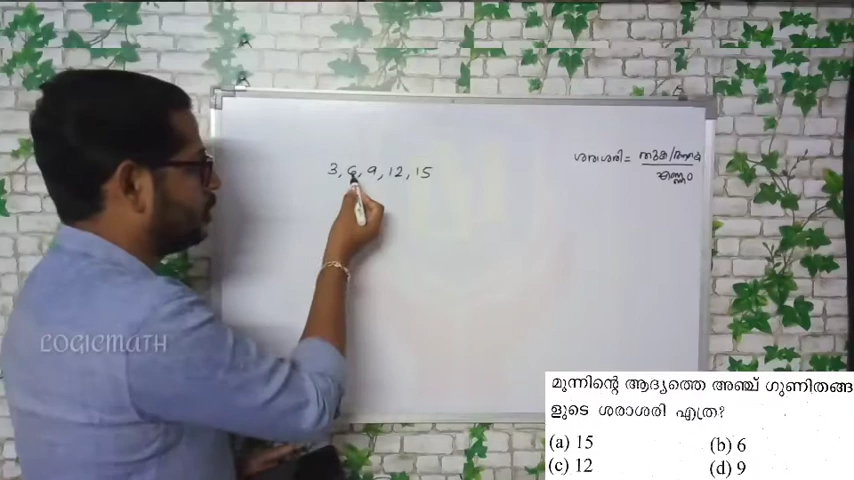 3, 6, 9, 12, 15
ശരാശരി = തുക/ആകെ
എണ്ണം
LOGICMATH
മൂന്നിന്റെ ആദ്യത്തെ അഞ്ച് ഗുണിതങ്ങ
ളുടെ ശരാശരി എത്ര?
(a) 15 (b) 6
(c) 12 (d) 9